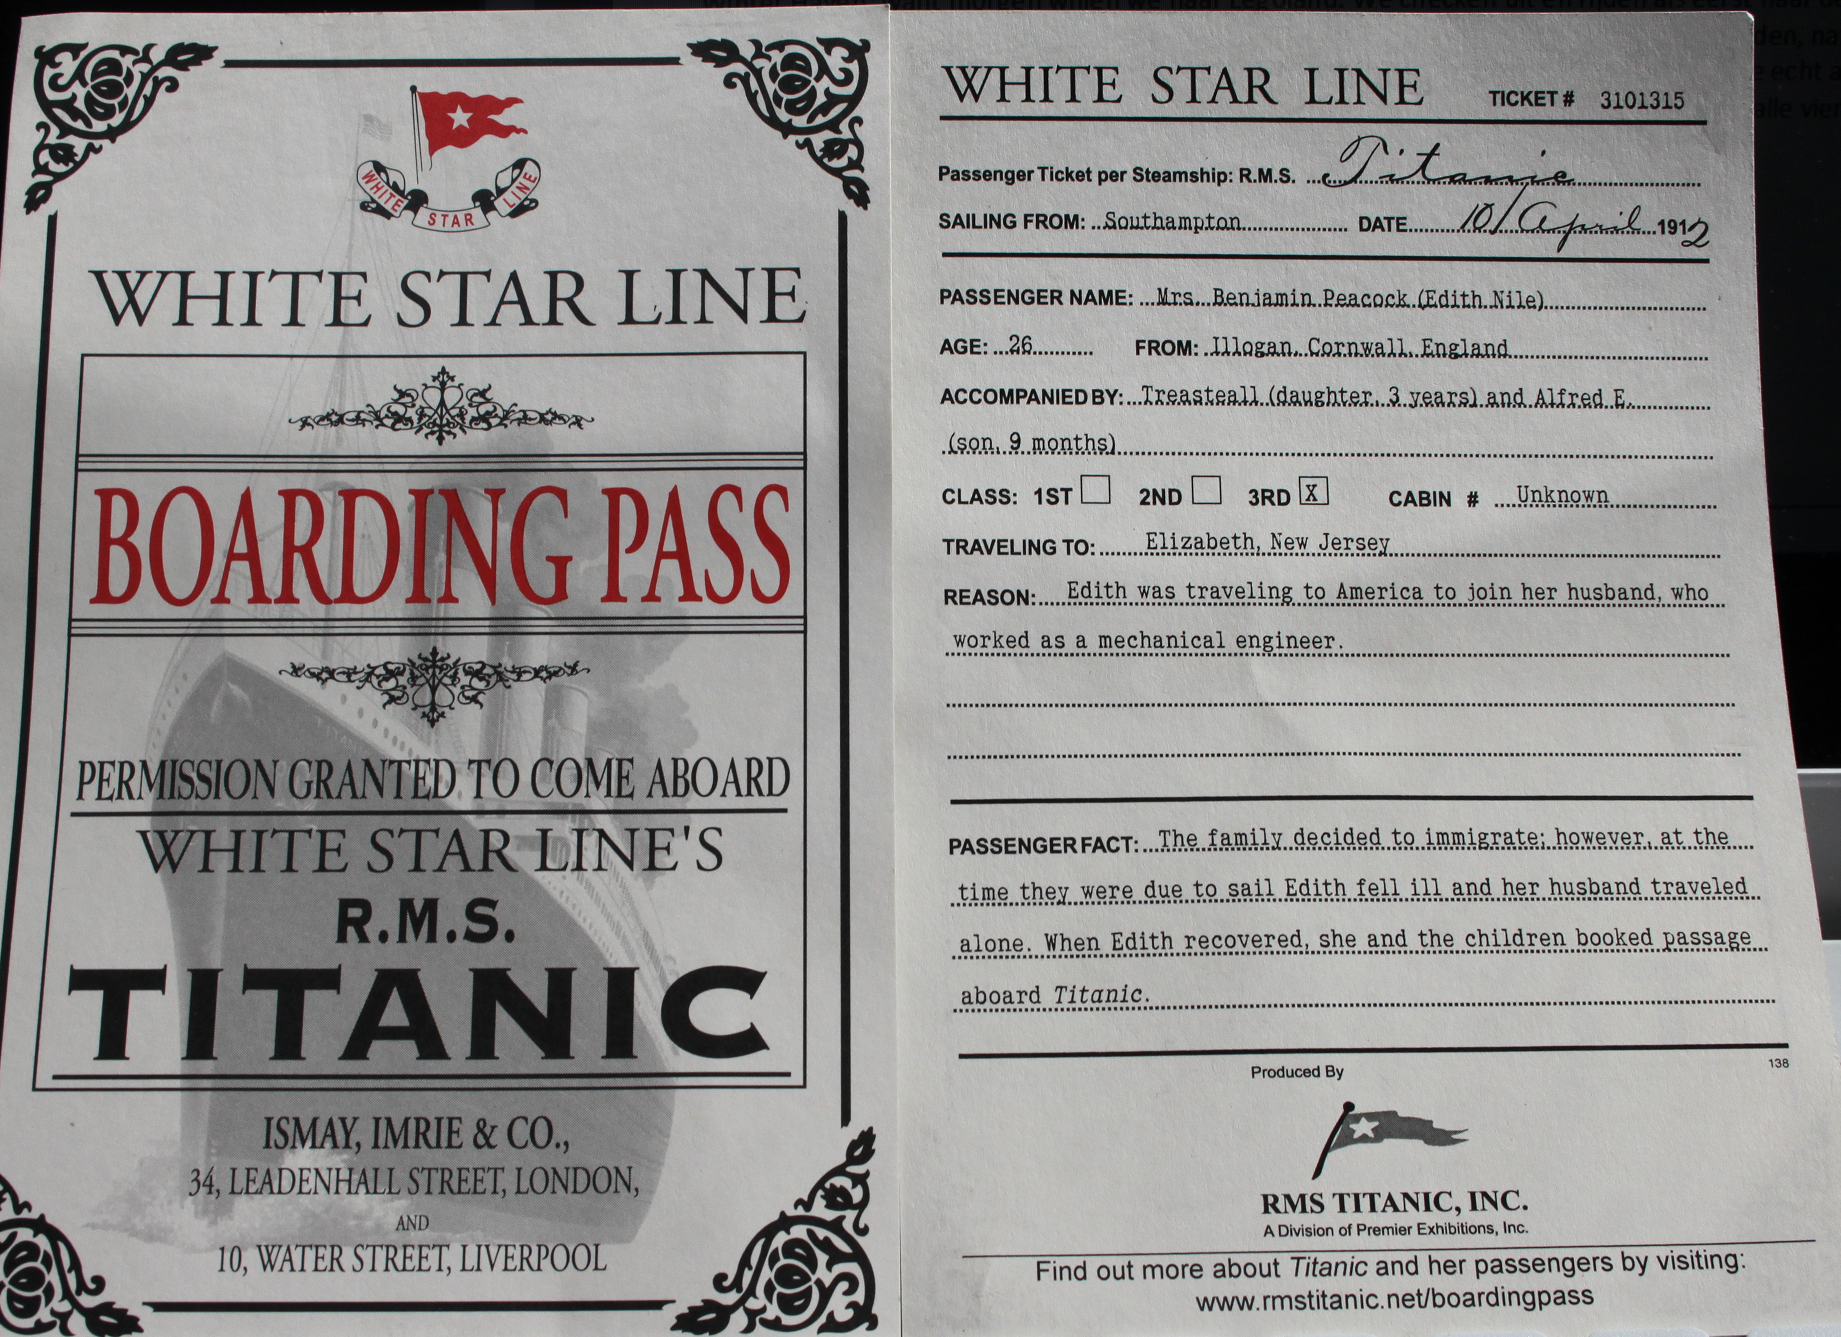 WHITE STAR LINE
WHITE STAR LINE
BOARDING PASS
PERMISSION GRANTED TO COME ABOARD
WHITE STAR LINE'S
R.M.S.
TITANIC
ISMAY, IMRIE & CO.,
34, LEADENHALL STREET, LONDON,
AND
10, WATER STREET, LIVERPOOL
WHITE STAR LINE TICKET # 3101315
Passenger Ticket per Steamship: R.M.S. Titanic
SAILING FROM: Southampton DATE 10/April 1912
PASSENGER NAME: Mrs. Benjamin Peacock (Edith Nile)
AGE: 26 FROM: Illogan, Cornwall, England
ACCOMPANIED BY: Treasteall (daughter, 3 years) and Alfred E.
(son, 9 months)
CLASS: 1ST 2ND 3RD X CABIN # Unknown
TRAVELING TO: Elizabeth, New Jersey
REASON: Edith was traveling to America to join her husband, who
worked as a mechanical engineer.
PASSENGER FACT: The family decided to immigrate; however, at the
time they were due to sail Edith fell ill and her husband traveled
alone. When Edith recovered, she and the children booked passage
aboard Titanic.
138
Produced By
RMS TITANIC, INC.
A Division of Premier Exhibitions, Inc.
Find out more about Titanic and her passengers by visiting:
www.rmstitanic.net/boardingpass